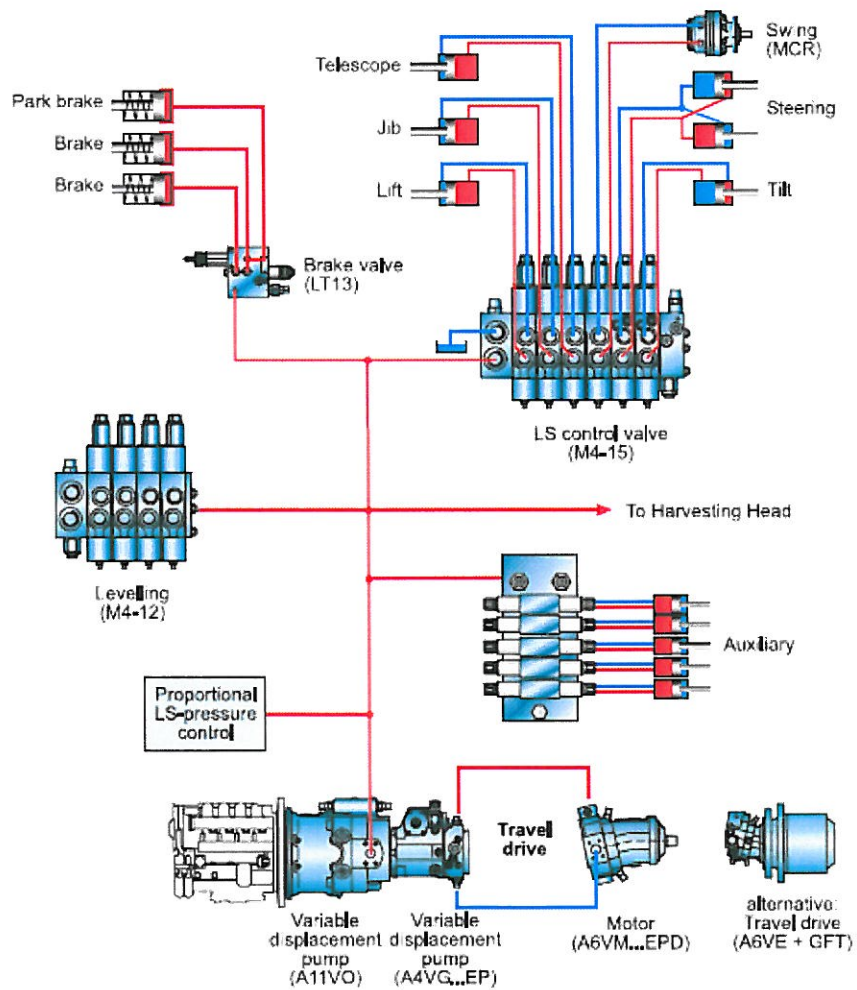 Swing
(MCR)
Telescope
Park brake
Steering
Jib
Brake
Brake
Lift
Tilt
Brake valve
(LT13)
LS control valve
(M4-15)
To Harvesting Head
Levelling
(M4-12)
Auxiliary
Proportional
LS-pressure
control
Travel
drive
Variable
displacement
pump
(A11VO)
Variable
displacement
pump
(A4VG...EP)
Motor
(A6VM...EPD)
alternative:
Travel drive
(A6VE + GFT)